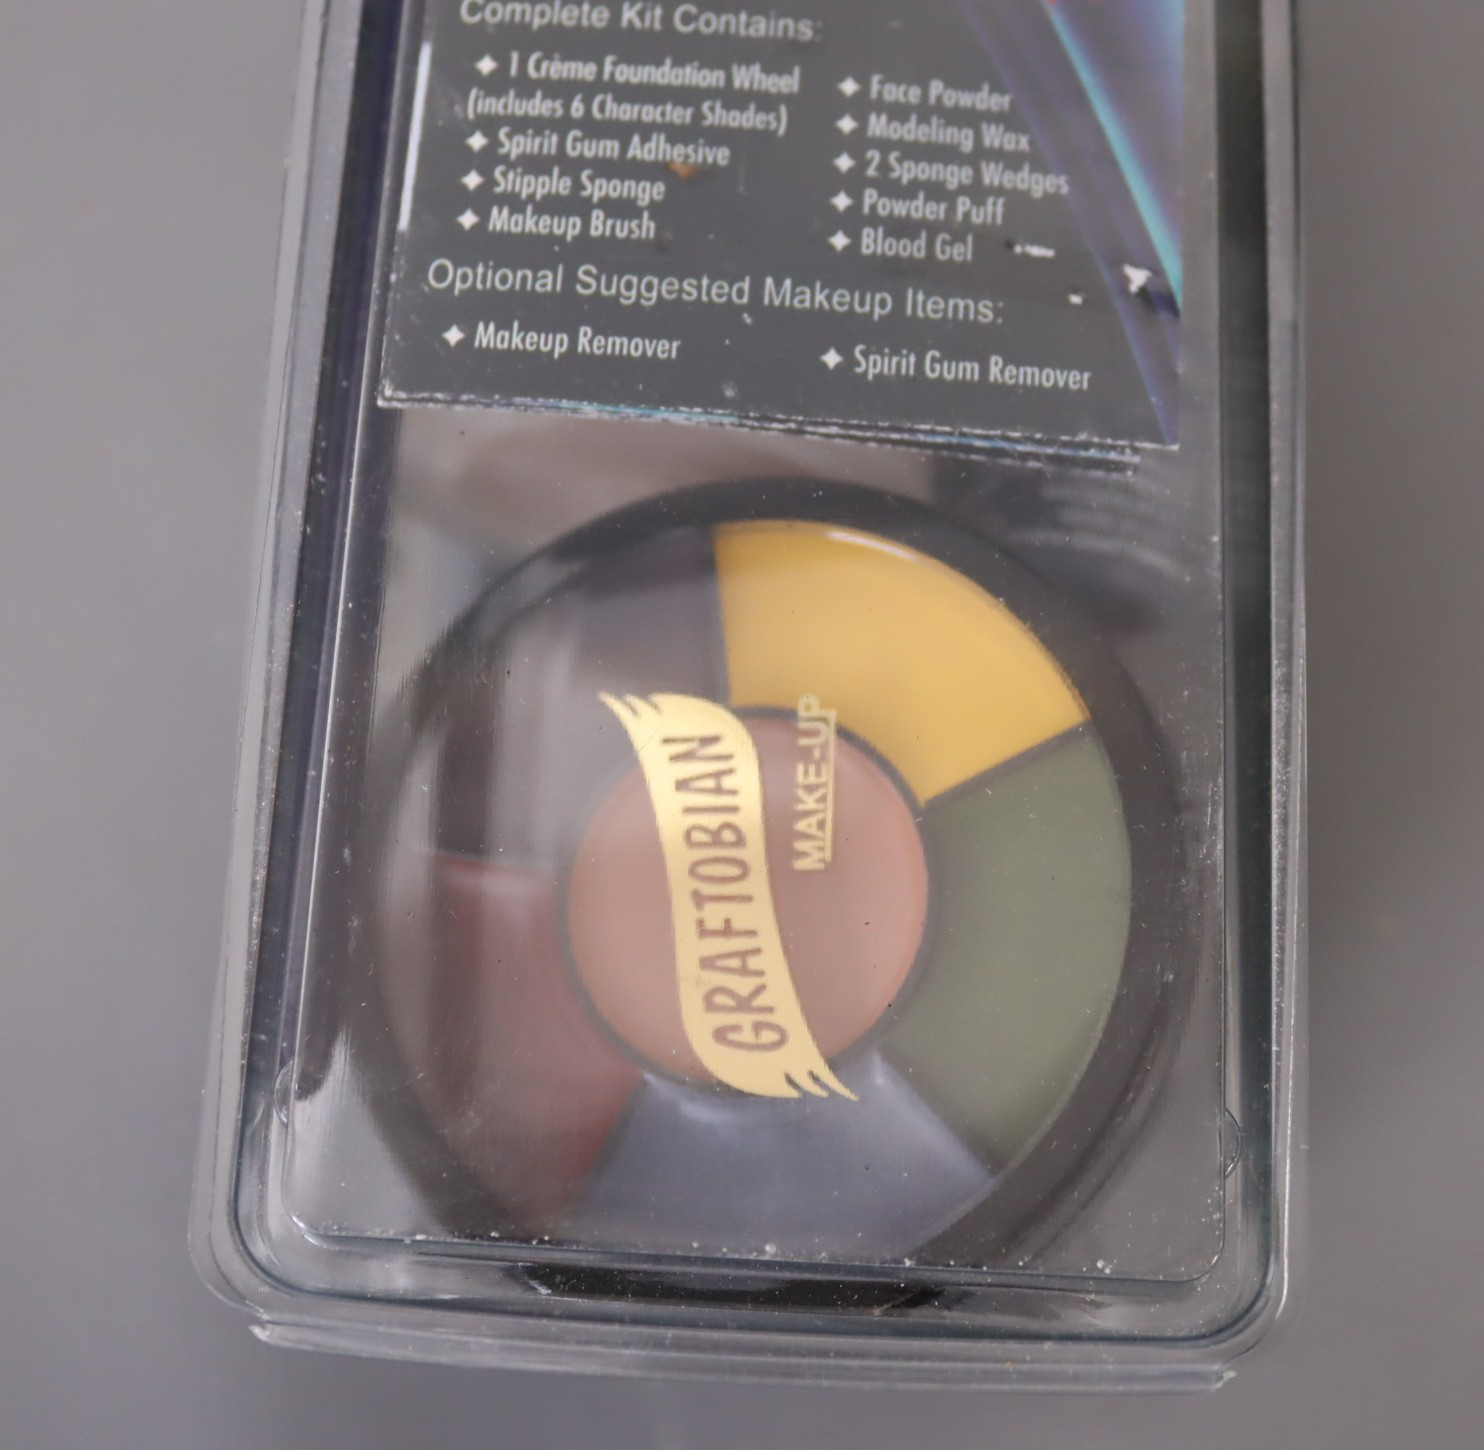 Complete Kit Contains:
✦ 1 Crème Foundation Wheel
(includes 6 Character Shades)
✦ Spirit Gum Adhesive
✦ Stipple Sponge
✦ Makeup Brush
✦ Face Powder
✦ Modeling Wax
✦ 2 Sponge Wedges
✦ Powder Puff
✦ Blood Gel
Optional Suggested Makeup Items:
✦ Makeup Remover
✦ Spirit Gum Remover
GRAFTOBIAN
MAKE-UP